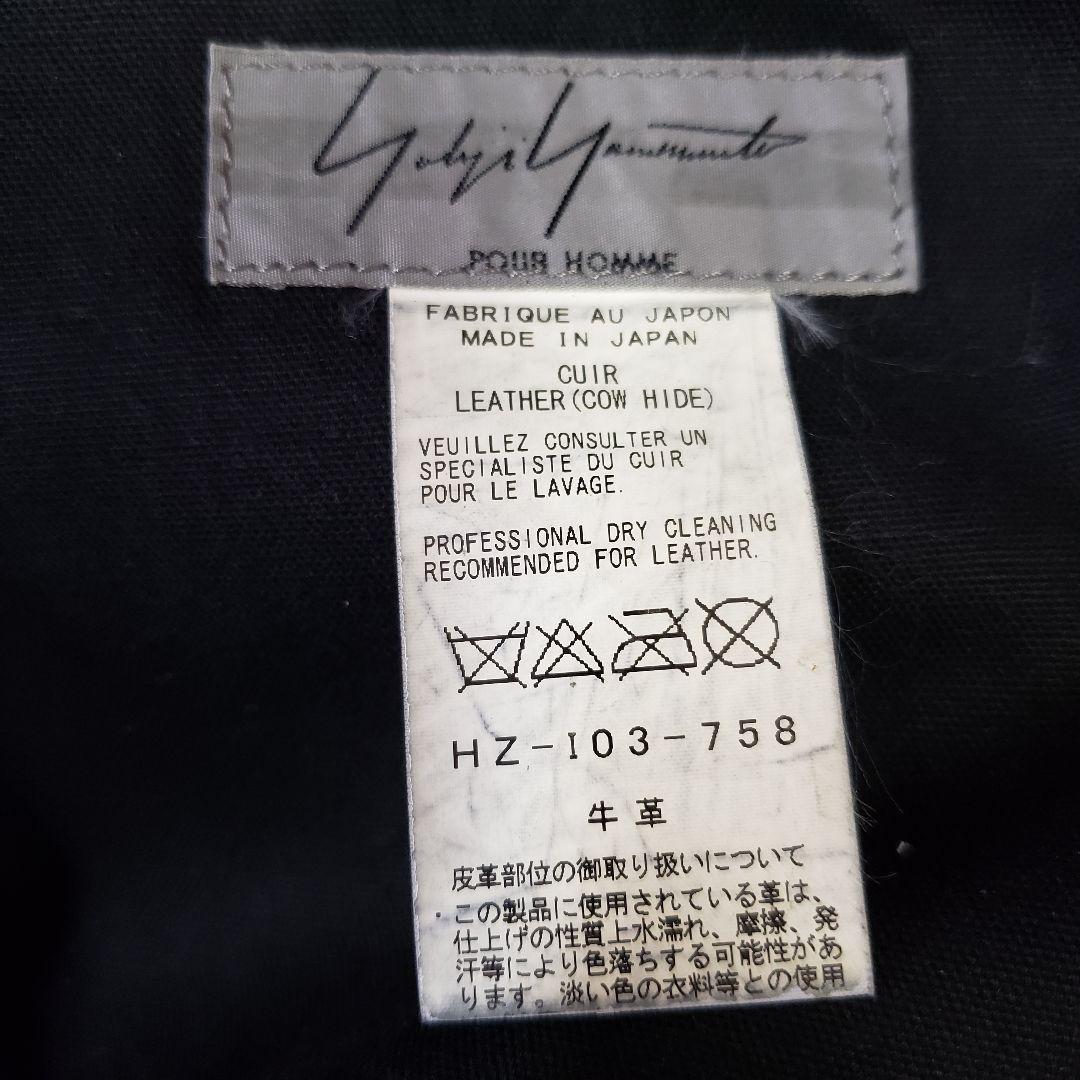 Yohji Yamamoto
POUR HOMME
FABRIQUE AU JAPON
MADE IN JAPAN
CUIR
LEATHER(COW HIDE)
VEUILLEZ CONSULTER UN
SPECIALISTE DU CUIR
POUR LE LAVAGE.
PROFESSIONAL DRY CLEANING
RECOMMENDED FOR LEATHER.
HZ-I03-758
牛革
皮革部位の御取り扱いについて
・この製品に使用されている革は、
仕上げの性質上水濡れ、摩擦、発
汗等により色落ちする可能性があ
ります。淡い色の衣料等との使用